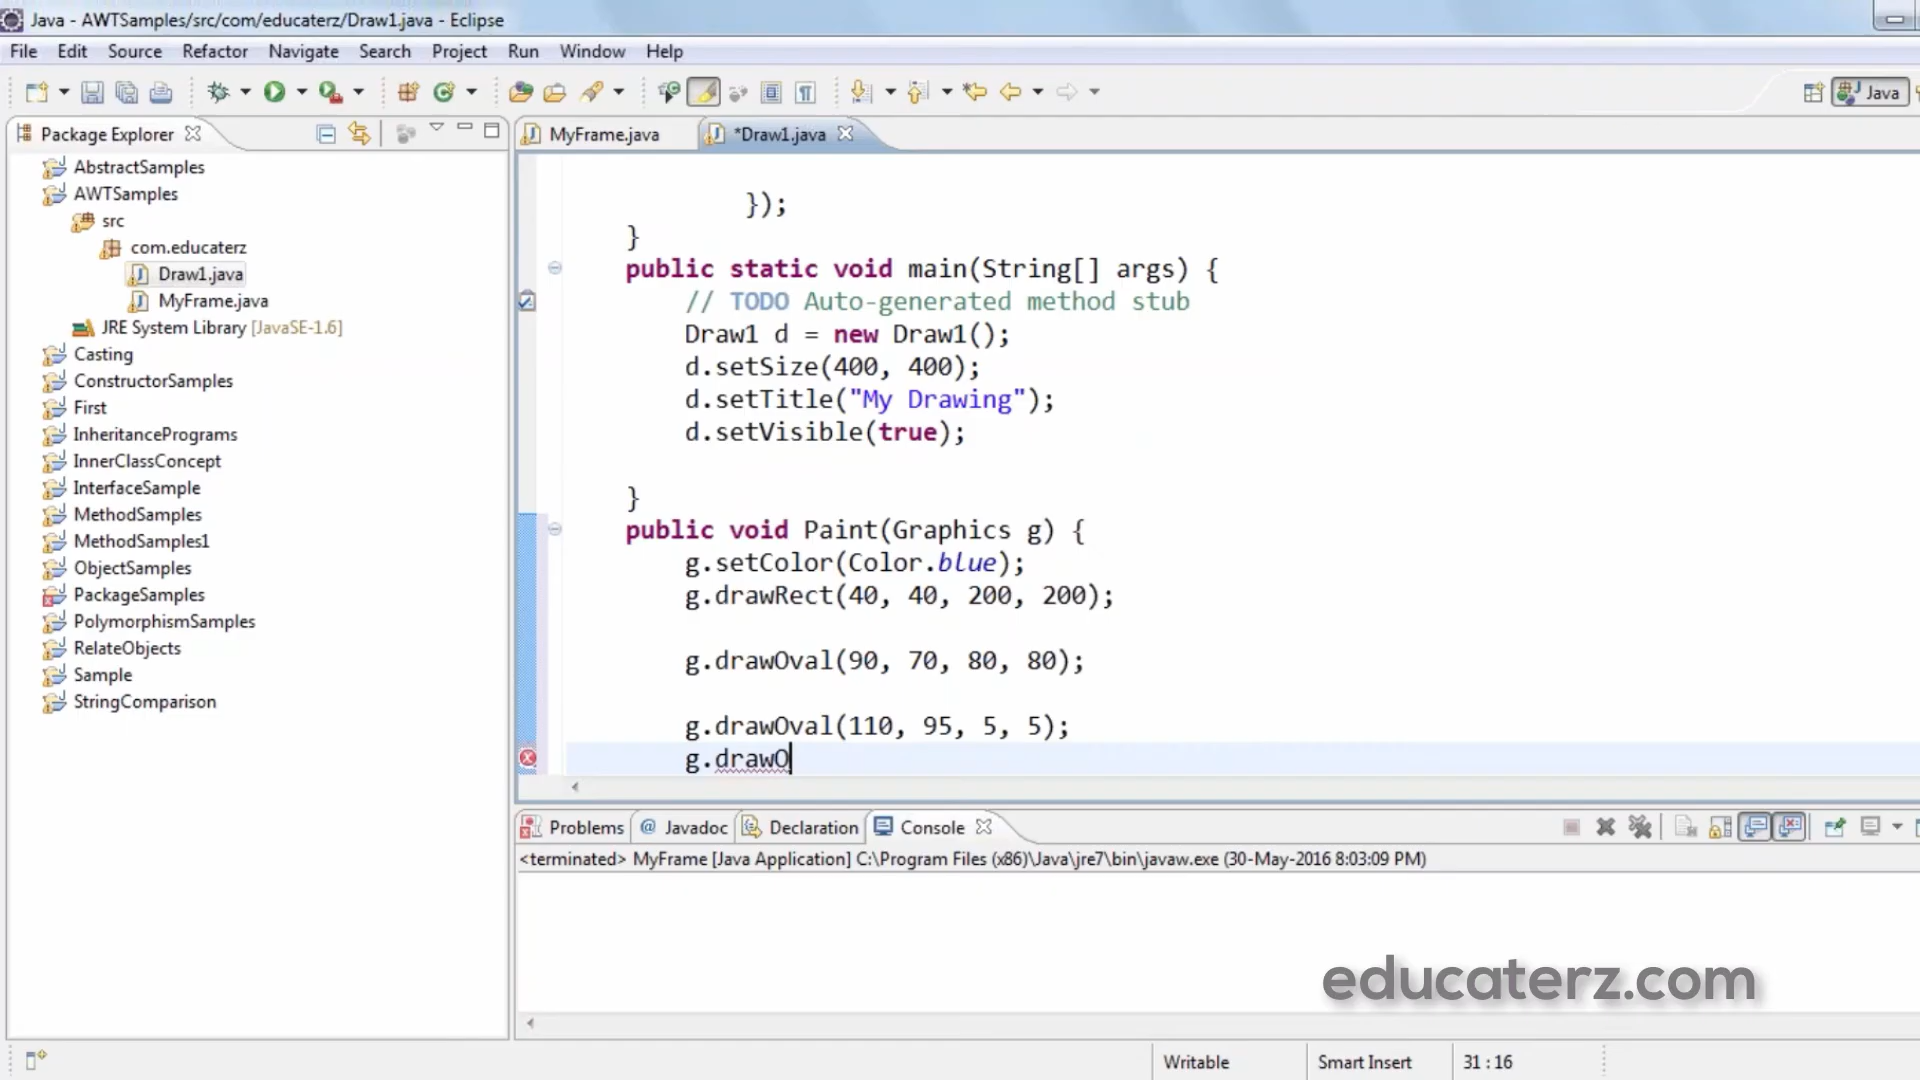 Java - AWTSamples/src/com/educaterz/Draw1.java - Eclipse
File Edit Source Refactor Navigate Search Project Run Window Help
Java
Package Explorer
MyFrame.java
*Draw1.java
AbstractSamples
AWTSamples
src
com.educaterz
Draw1.java
MyFrame.java
JRE System Library [JavaSE-1.6]
Casting
ConstructorSamples
First
InheritancePrograms
InnerClassConcept
InterfaceSample
MethodSamples
MethodSamples1
ObjectSamples
PackageSamples
PolymorphismSamples
RelateObjects
Sample
StringComparison
});
}
public static void main(String[] args) {
// TODO Auto-generated method stub
Draw1 d = new Draw1();
d.setSize(400, 400);
d.setTitle("My Drawing");
d.setVisible(true);
}
public void Paint(Graphics g) {
g.setColor(Color.blue);
g.drawRect(40, 40, 200, 200);
g.drawOval(90, 70, 80, 80);
g.drawOval(110, 95, 5, 5);
g.drawO
Problems @ Javadoc Declaration Console
<terminated> MyFrame [Java Application] C:\Program Files (x86)\Java\jre7\bin\javaw.exe (30-May-2016 8:03:09 PM)
educaterz.com
Writable Smart Insert 31 : 16